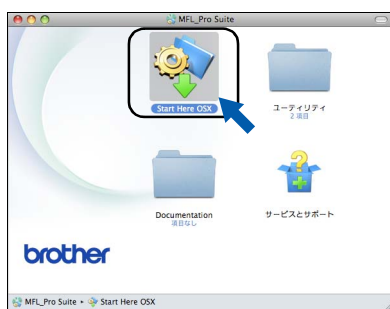 MFL_Pro Suite
Start Here OSX
ユーティリティ
2 項目
Documentation
項目なし
サービスとサポート
brother
MFL_Pro Suite ▸ Start Here OSX